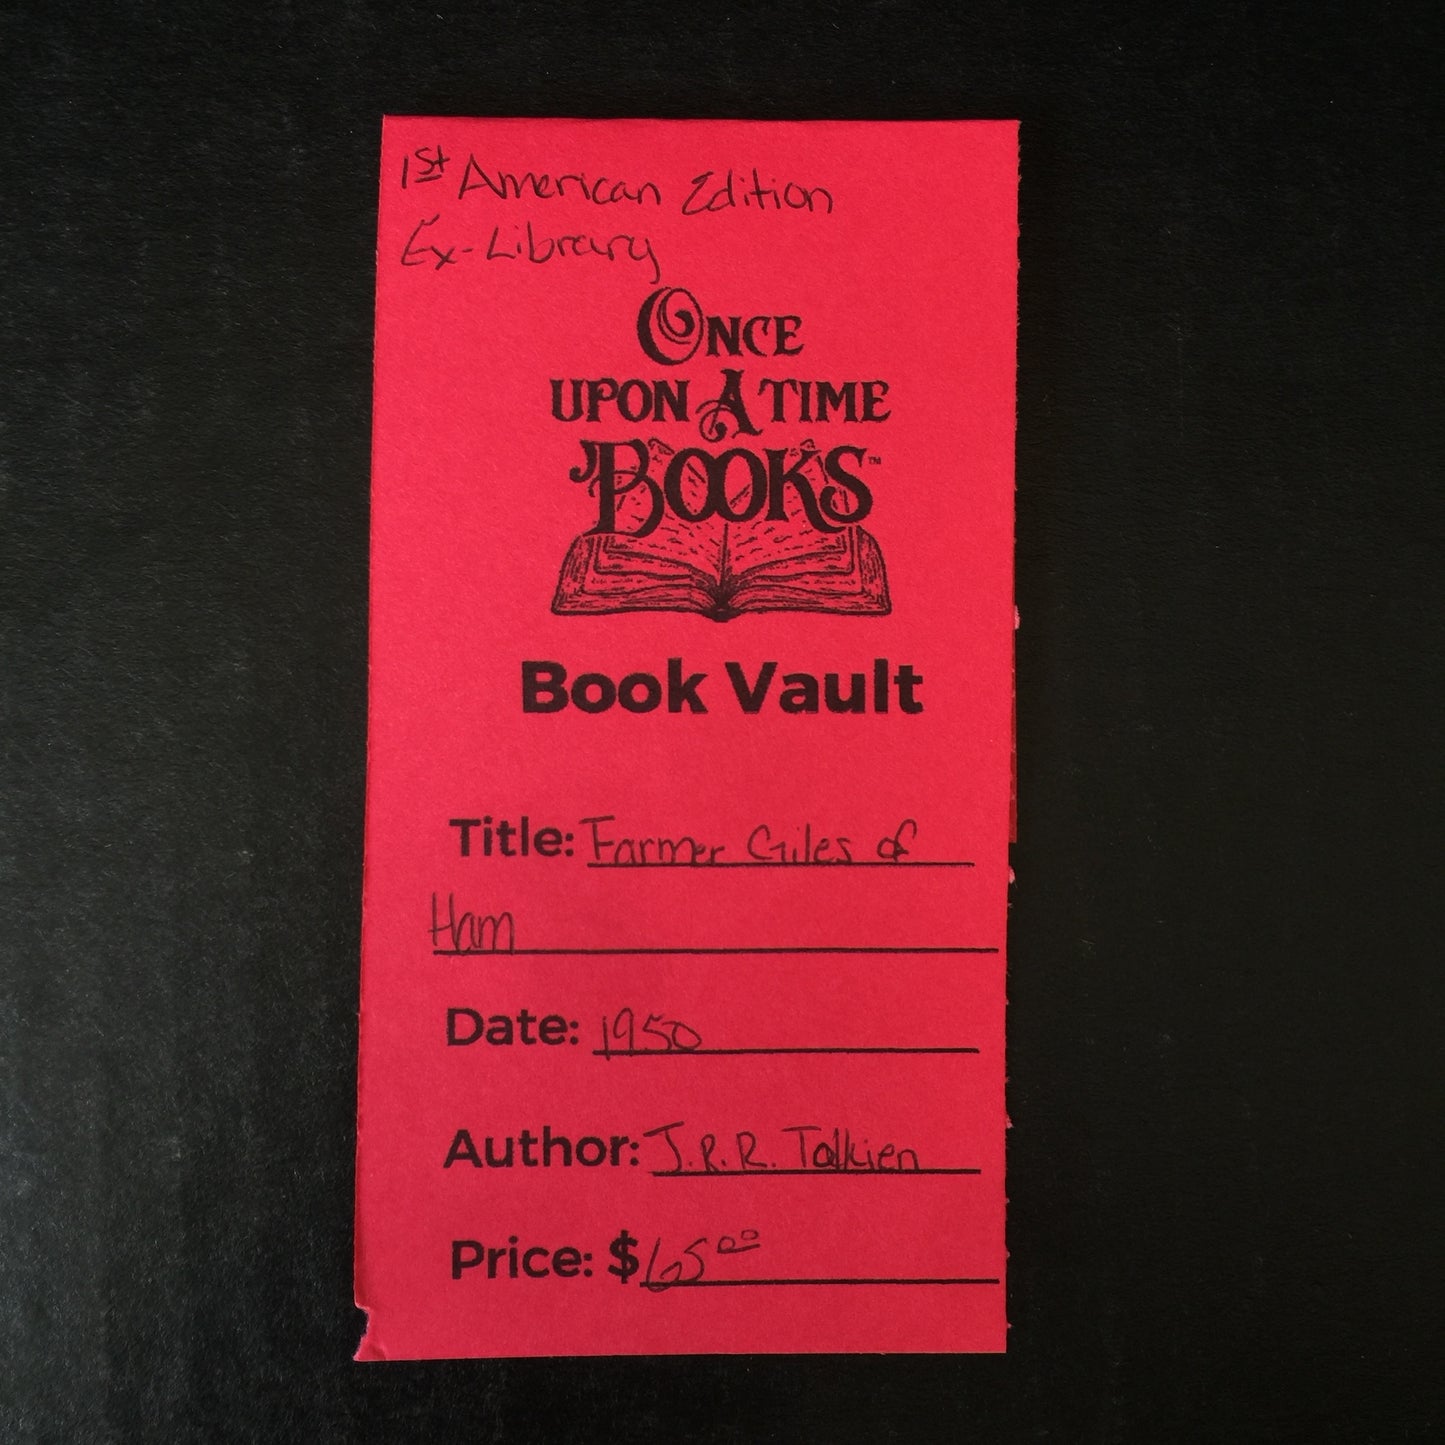 1st American Edition
Ex-Library
ONCE
UPON A TIME
BOOKS™
Book Vault
Title: Farmer Giles of
Ham
Date: 1950
Author: J.R.R. Tolkien
Price: $65.00